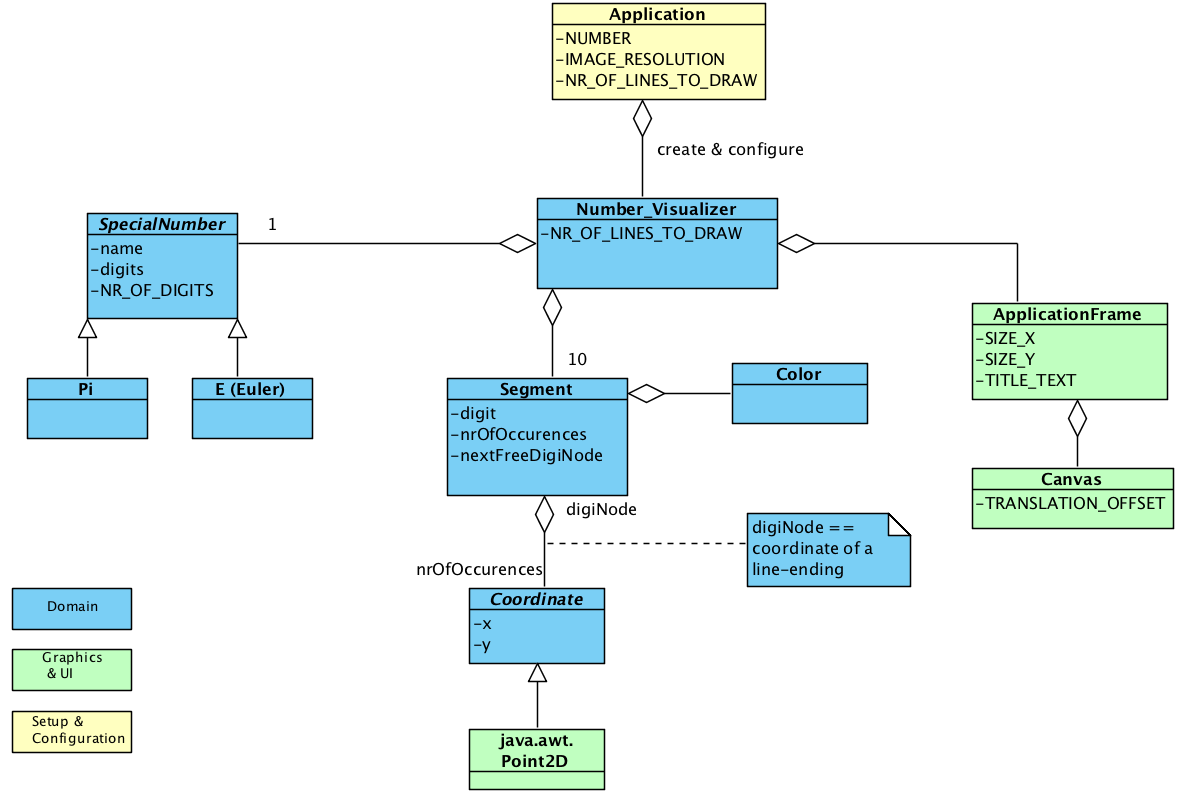 Application
-NUMBER
-IMAGE_RESOLUTION
-NR_OF_LINES_TO_DRAW
create & configure
SpecialNumber
-name
-digits
-NR_OF_DIGITS
1
Number_Visualizer
-NR_OF_LINES_TO_DRAW
ApplicationFrame
-SIZE_X
-SIZE_Y
-TITLE_TEXT
Pi
E (Euler)
10
Segment
-digit
-nrOfOccurences
-nextFreeDigiNode
Color
Canvas
-TRANSLATION_OFFSET
digiNode
digiNode ==
coordinate of a
line-ending
nrOfOccurences
Coordinate
-x
-y
java.awt.
Point2D
Domain
Graphics
& UI
Setup &
Configuration